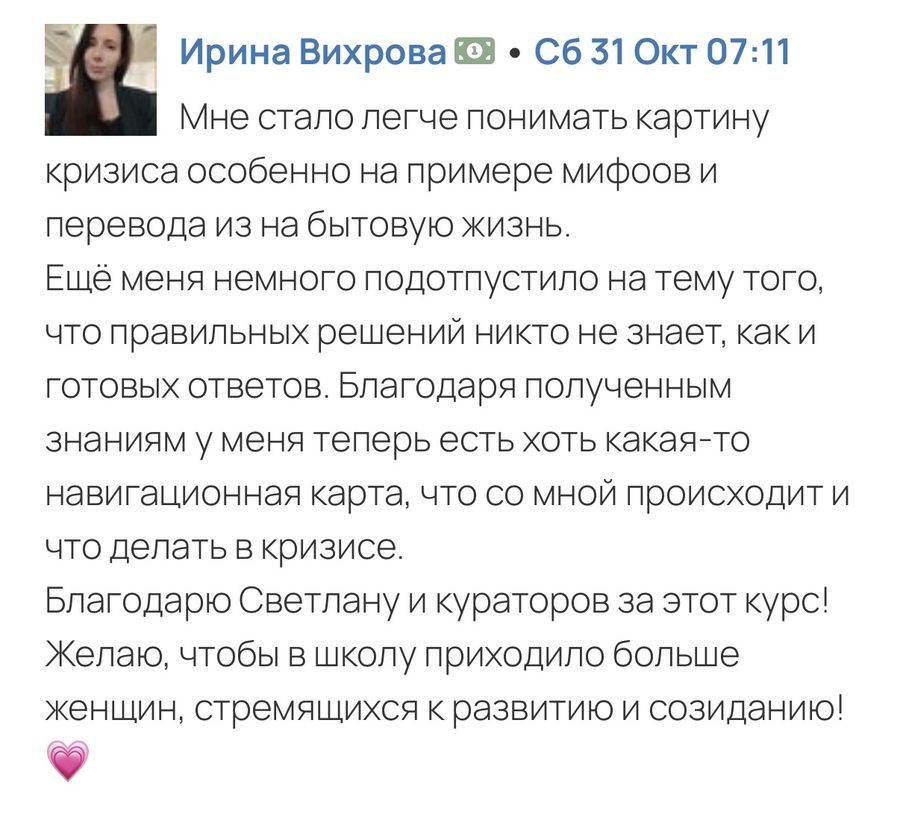 Ирина Вихрова • Сб 31 Окт 07:11
Мне стало легче понимать картину
кризиса особенно на примере мифоов и
перевода из на бытовую жизнь.
Ещё меня немного подотпустило на тему того,
что правильных решений никто не знает, как и
готовых ответов. Благодаря полученным
знаниям у меня теперь есть хоть какая-то
навигационная карта, что со мной происходит и
что делать в кризисе.
Благодарю Светлану и кураторов за этот курс!
Желаю, чтобы в школу приходило больше
женщин, стремящихся к развитию и созиданию!
💗